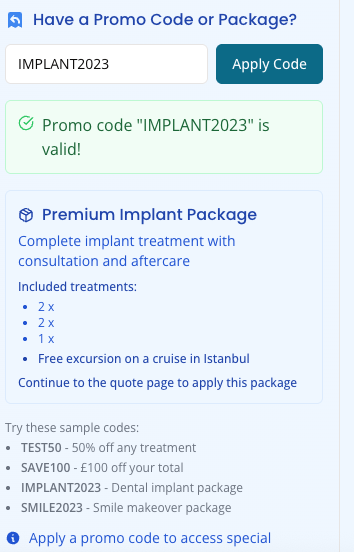 Have a Promo Code or Package?
IMPLANT2023
Apply Code
Promo code "IMPLANT2023" is
valid!
Premium Implant Package
Complete implant treatment with
consultation and aftercare
Included treatments:
• 2 x
• 2 x
• 1 x
• Free excursion on a cruise in Istanbul
Continue to the quote page to apply this package
Try these sample codes:
• TEST50 - 50% off any treatment
• SAVE100 - £100 off your total
• IMPLANT2023 - Dental implant package
• SMILE2023 - Smile makeover package
Apply a promo code to access special